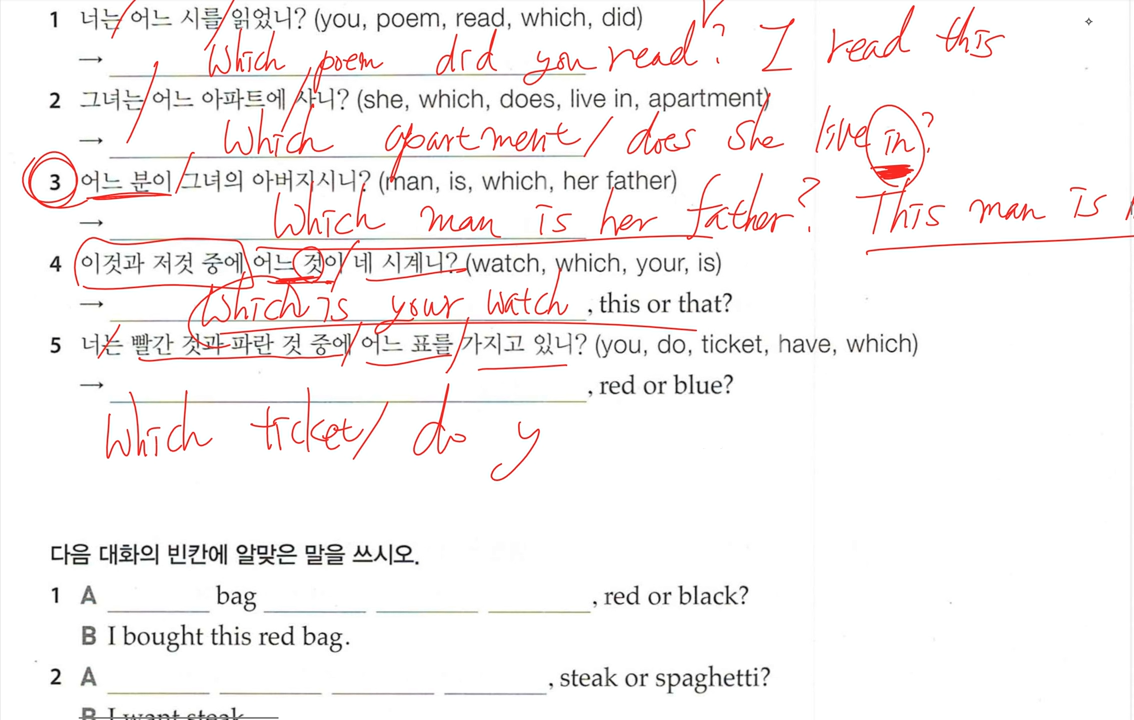 1 너는 어느 시를 읽었니? (you, poem, read, which, did)
→ Which poem did you read? I read this
2 그녀는 어느 아파트에 사니? (she, which, does, live in, apartment)
→ Which apartment/ does she live in?
3 어느 분이 그녀의 아버지시니? (man, is, which, her father)
→ Which man is her father? This man is
4 이것과 저것 중에 어느 것이 네 시계니? (watch, which, your, is)
→ Which is your watch, this or that?
5 너는 빨간 것과 파란 것 중에 어느 표를 가지고 있니? (you, do, ticket, have, which)
→ , red or blue?
Which ticket/ do y
다음 대화의 빈칸에 알맞은 말을 쓰시오.
1 A bag , red or black?
B I bought this red bag.
2 A , steak or spaghetti?
B I want steak.